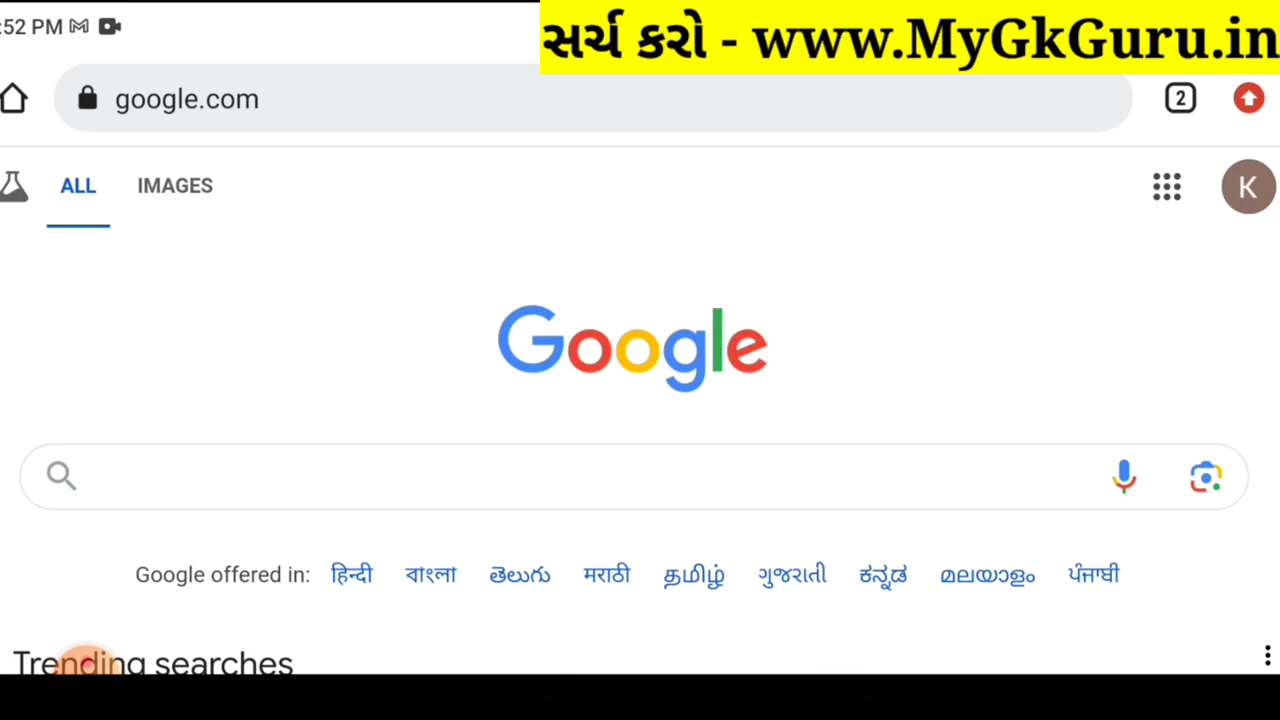 :52 PM
સર્ચ કરો - www.MyGkGuru.in
google.com
2
ALL IMAGES
K
Google
Google offered in: हिन्दी বাংলা తెలుగు मराठी தமிழ் ગુજરાતી ಕನ್ನಡ മലയാളം ਪੰਜਾਬੀ
Trending searches